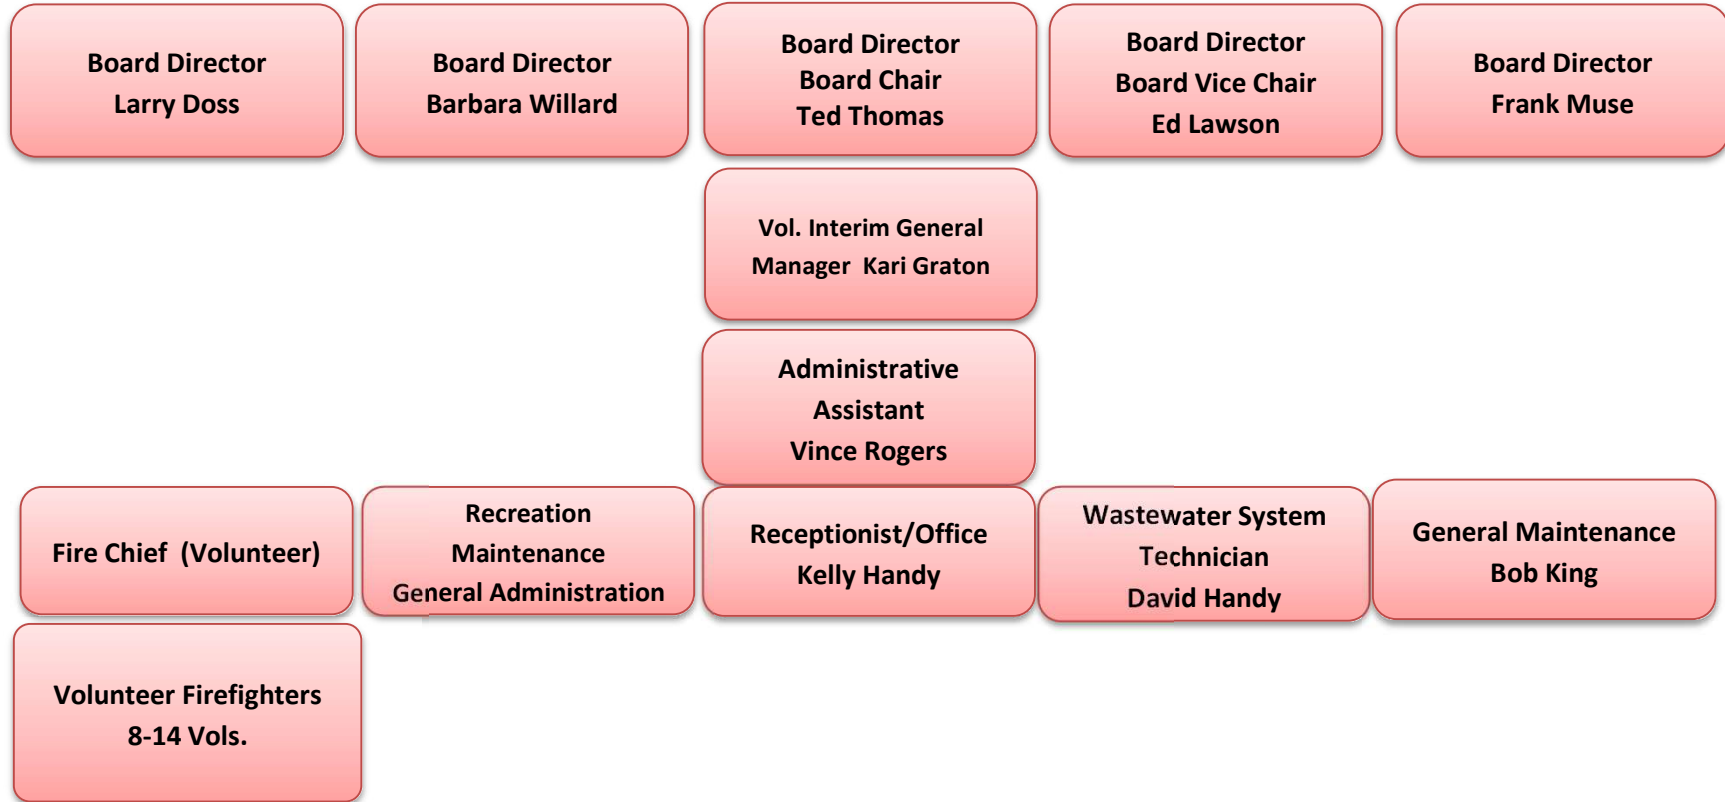 Board Director
Larry Doss
Board Director
Barbara Willard
Board Director
Board Chair
Ted Thomas
Board Director
Board Vice Chair
Ed Lawson
Board Director
Frank Muse
Vol. Interim General
Manager  Kari Graton
Administrative
Assistant
Vince Rogers
Fire Chief  (Volunteer)
Recreation
Maintenance
General Administration
Receptionist/Office
Kelly Handy
Wastewater System
Technician
David Handy
General Maintenance
Bob King
Volunteer Firefighters
8-14 Vols.